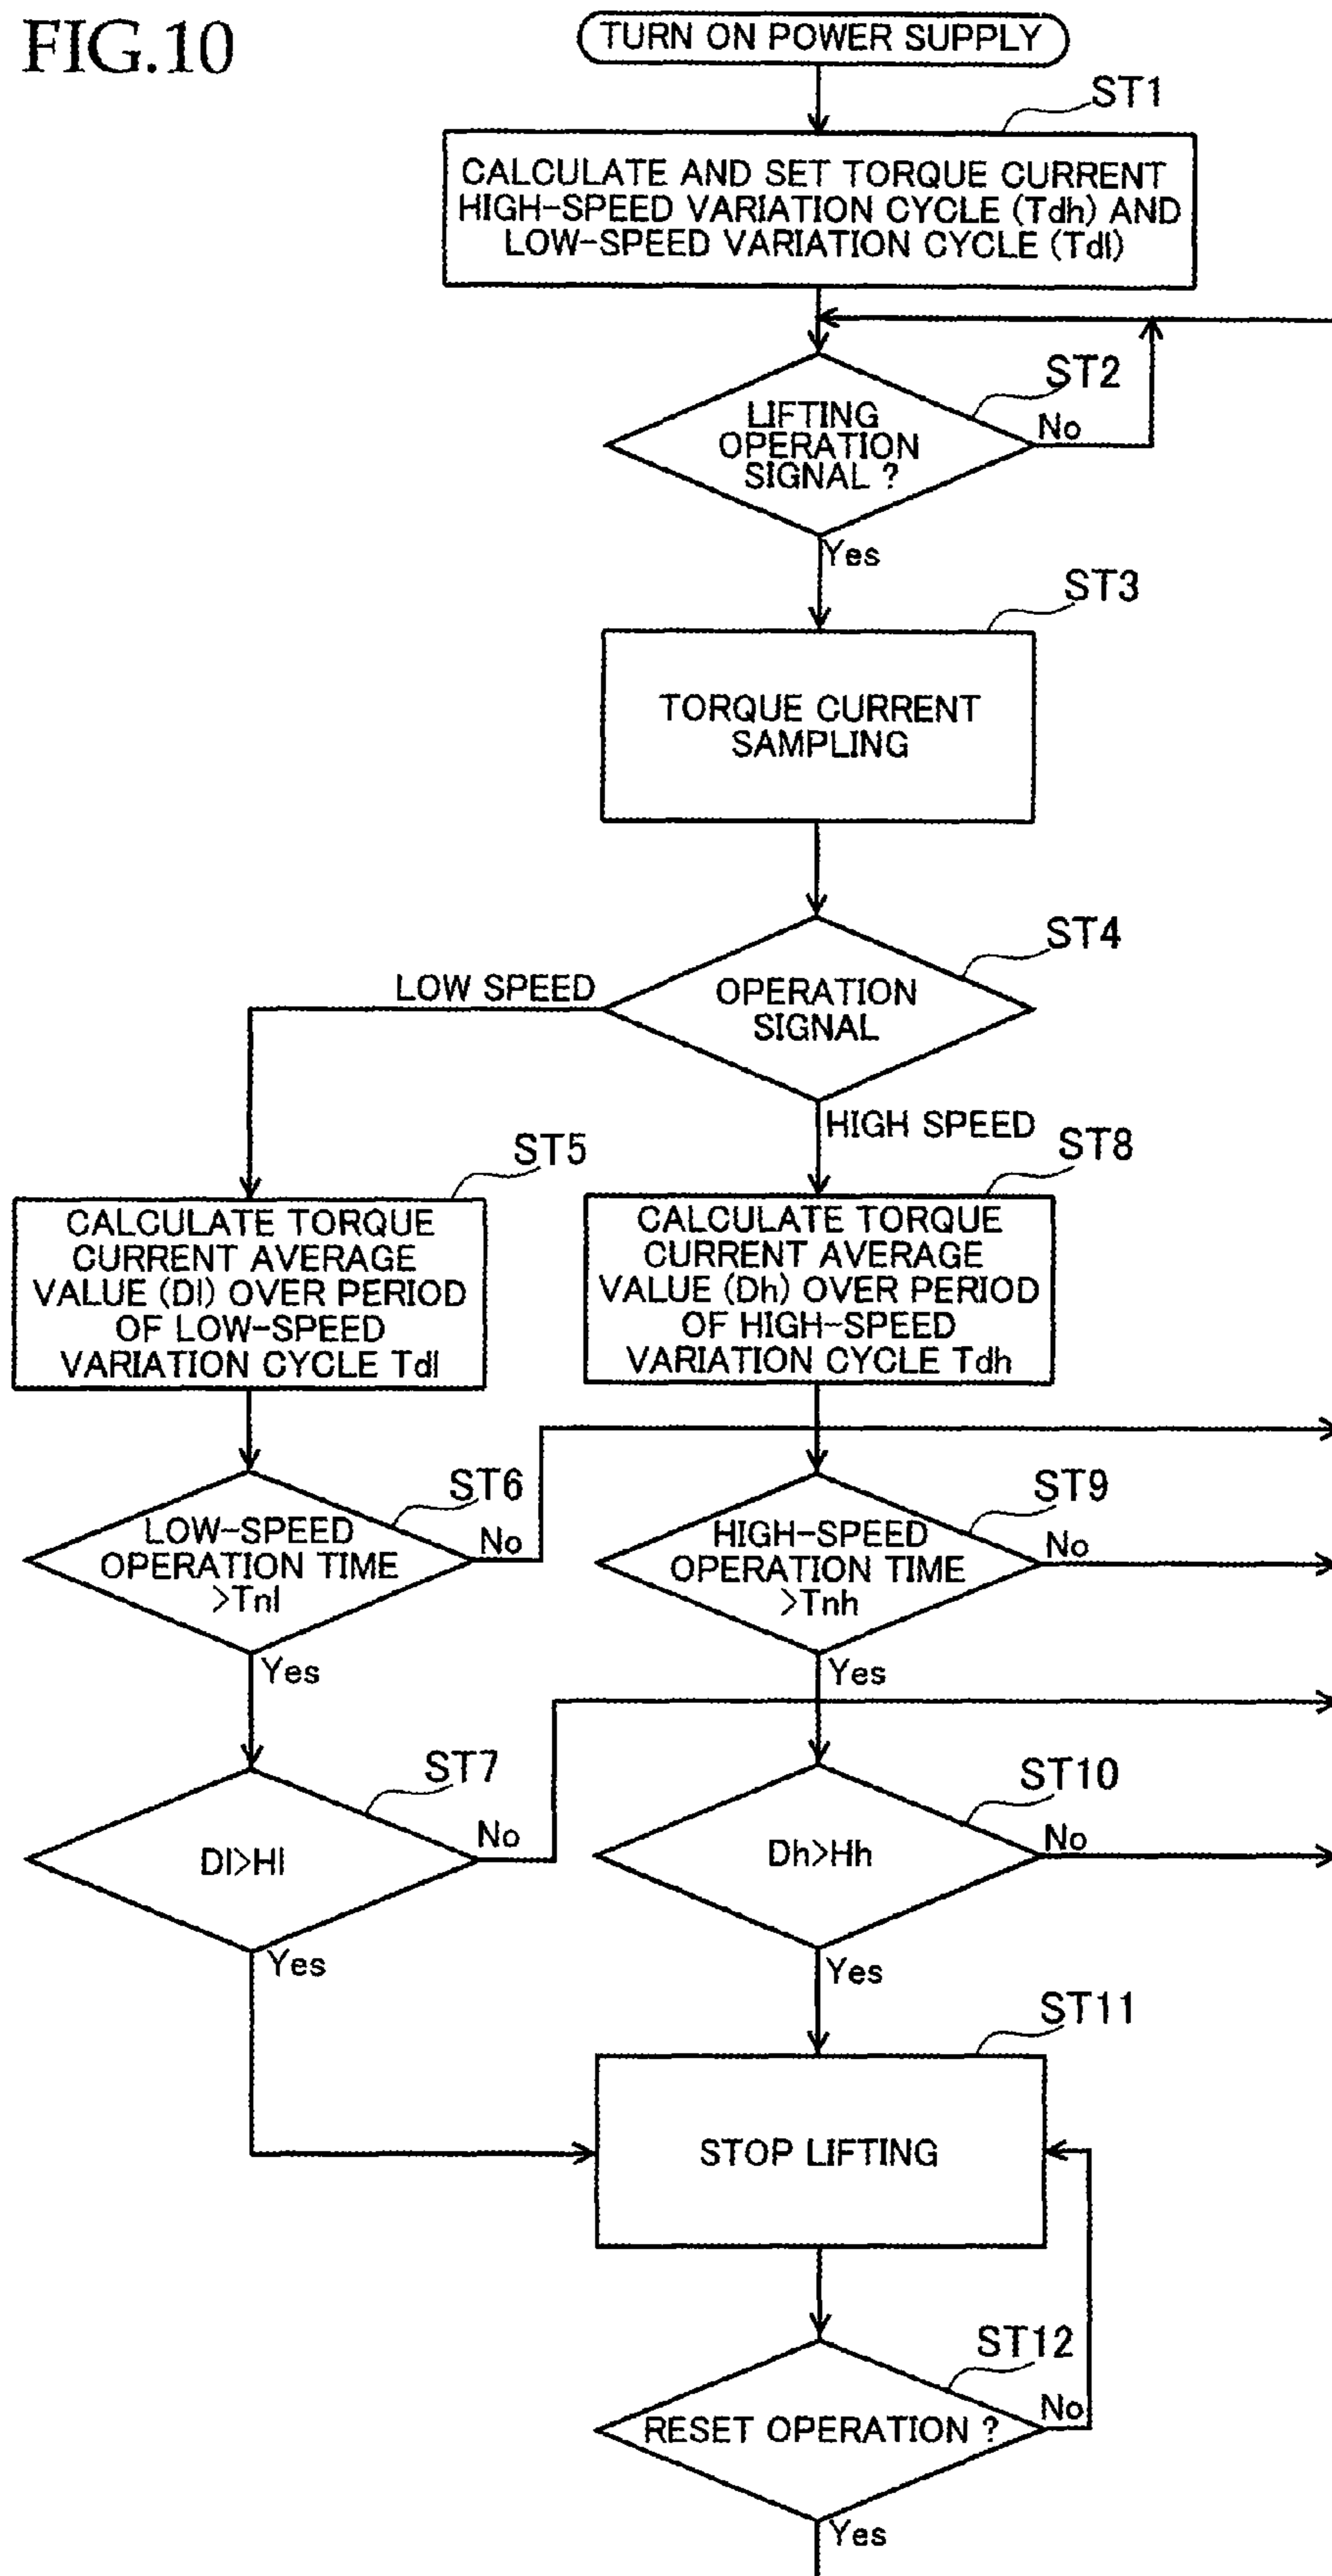 FIG.10
TURN ON POWER SUPPLY
ST1
CALCULATE AND SET TORQUE CURRENT
HIGH-SPEED VARIATION CYCLE (Tdh) AND
LOW-SPEED VARIATION CYCLE (Tdl)
ST2
LIFTING
OPERATION
SIGNAL ?
No
Yes
ST3
TORQUE CURRENT
SAMPLING
ST4
OPERATION
SIGNAL
LOW SPEED
HIGH SPEED
ST5
CALCULATE TORQUE
CURRENT AVERAGE
VALUE (Dl) OVER PERIOD
OF LOW-SPEED
VARIATION CYCLE Tdl
ST8
CALCULATE TORQUE
CURRENT AVERAGE
VALUE (Dh) OVER PERIOD
OF HIGH-SPEED
VARIATION CYCLE Tdh
ST6
LOW-SPEED
OPERATION TIME
>Tnl
No
Yes
ST9
HIGH-SPEED
OPERATION TIME
>Tnh
No
Yes
ST7
Dl>Hl
No
Yes
ST10
Dh>Hh
No
Yes
ST11
STOP LIFTING
ST12
RESET OPERATION ?
No
Yes